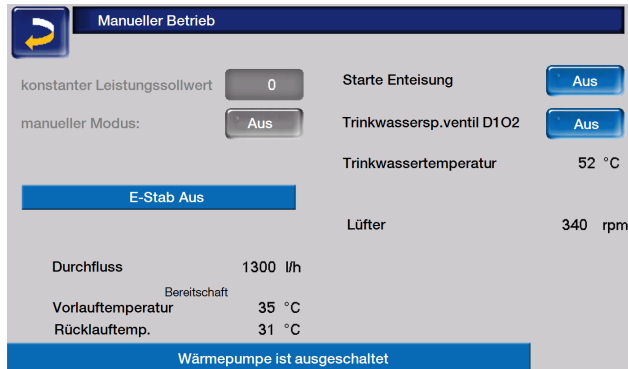 Manueller Betrieb
konstanter Leistungssollwert 0
manueller Modus: Aus
Starte Enteisung Aus
Trinkwassersp.ventil D1O2 Aus
Trinkwassertemperatur 52 °C
E-Stab Aus
Lüfter 340 rpm
Durchfluss 1300 l/h
Bereitschaft
Vorlauftemperatur 35 °C
Rücklauftemp. 31 °C
Wärmepumpe ist ausgeschaltet